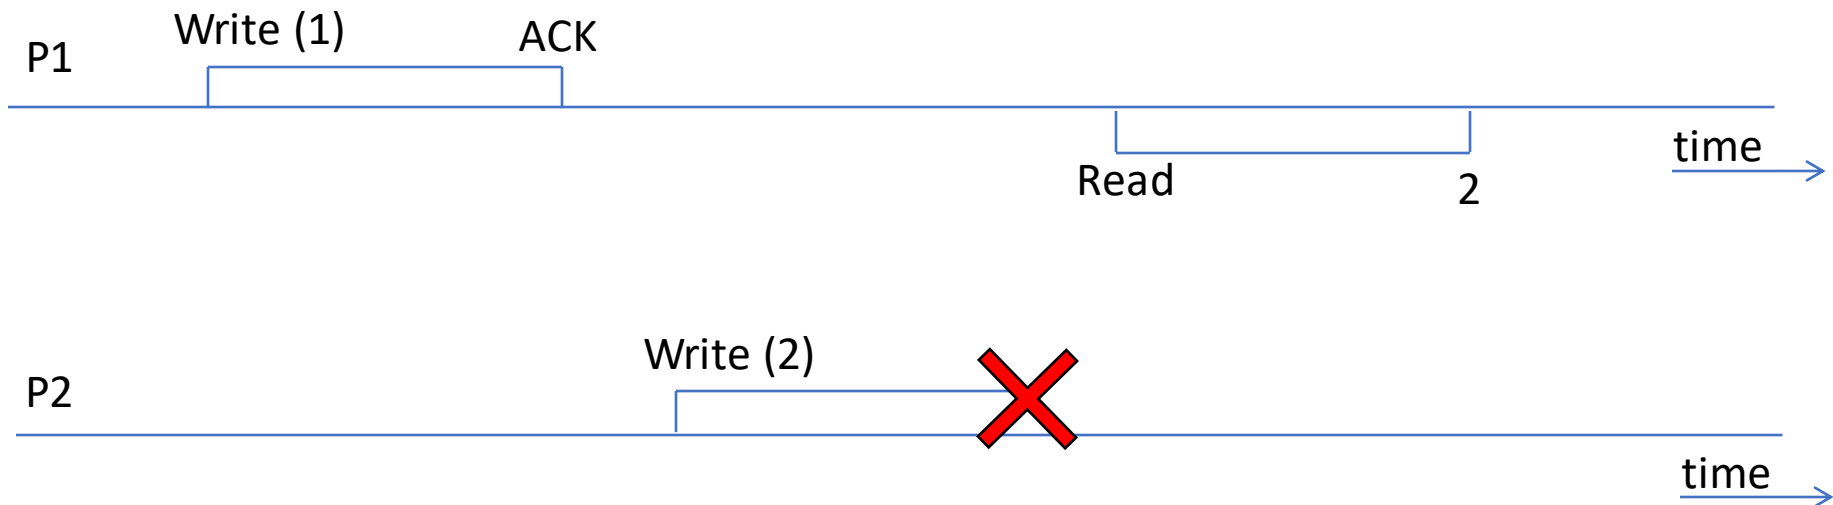 Write (1)
ACK
P1
time
Read
2
Write (2)
P2
time